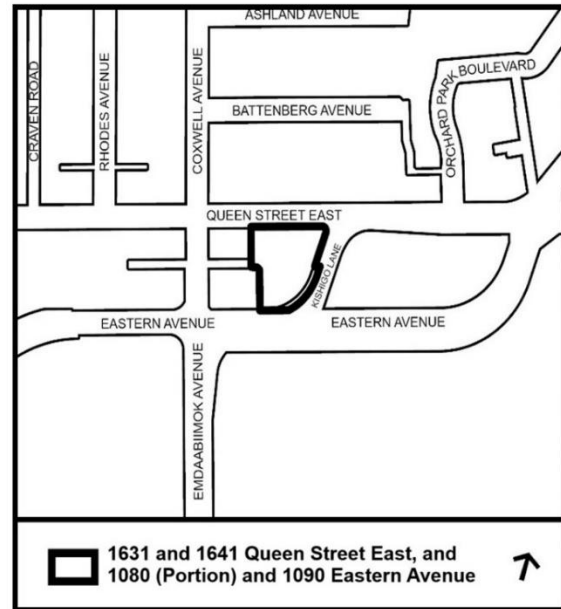 ASHLAND AVENUE
CRAVEN ROAD
RHODES AVENUE
COXWELL AVENUE
ORCHARD PARK BOULEVARD
BATTENBERG AVENUE
QUEEN STREET EAST
KISHIGO LANE
EASTERN AVENUE
EASTERN AVENUE
EMDAABIIMOK AVENUE
1631 and 1641 Queen Street East, and
1080 (Portion) and 1090 Eastern Avenue